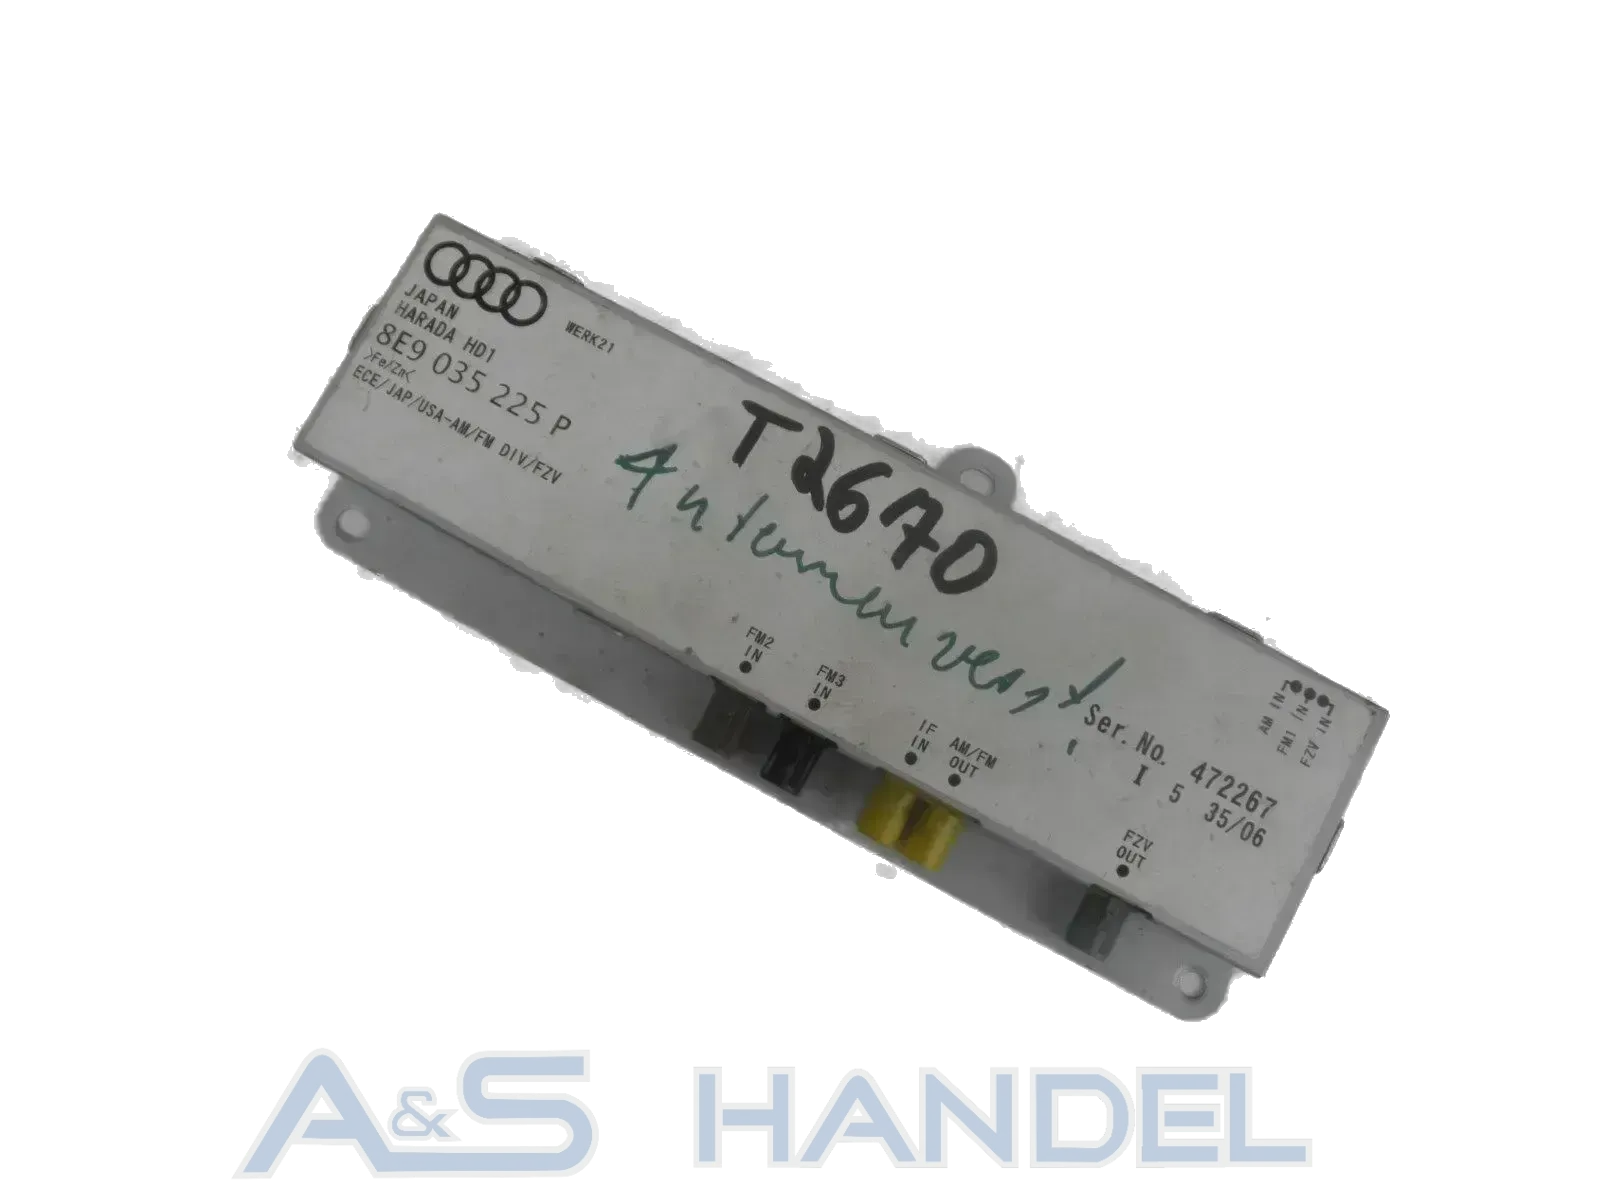 WERK21
JAPAN
HARADA HD1
8E9 035 225 P
>Fe/Zn<
ECE/JAP/USA-AM/FM DIV/FZV
T2670
Antennenverst.
FM2
IN
FM3
IN
IF
IN
AM/FM
OUT
Ser. No. 472267
I 5 35/06
AM IN
FM1 IN
FZV IN
FZV
OUT
A&S HANDEL